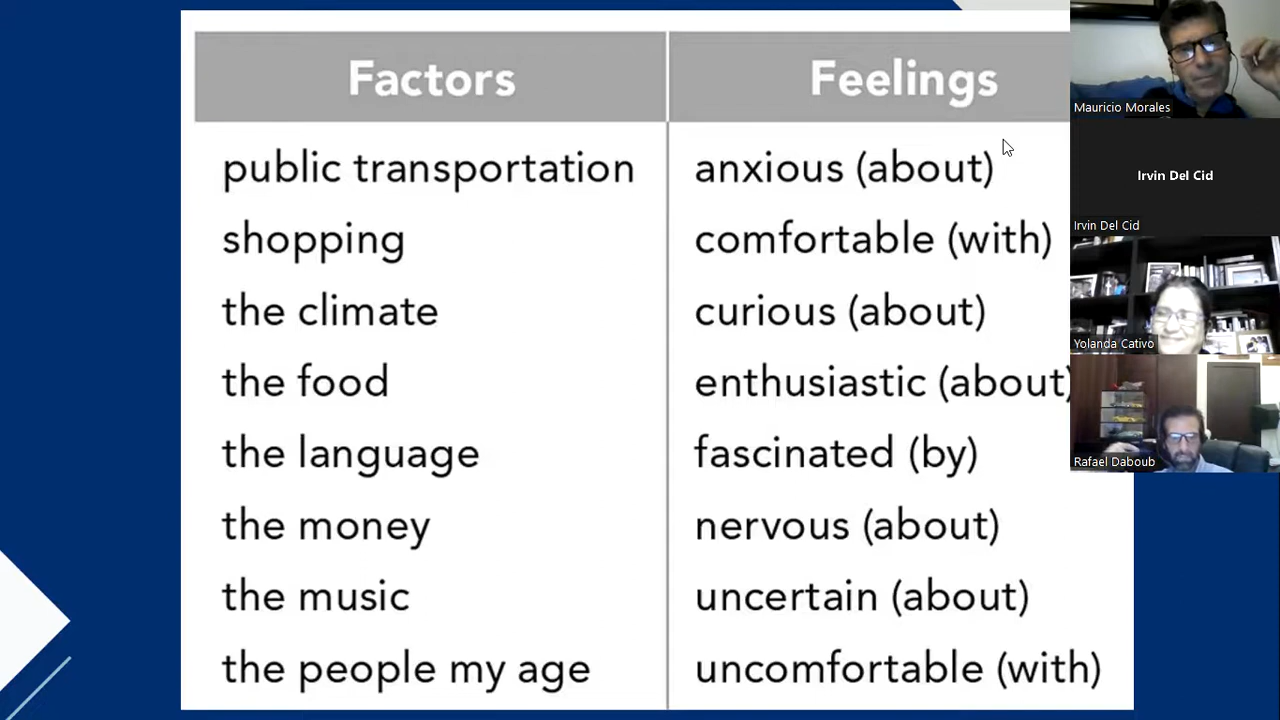 Factors Feelings
public transportation anxious (about)
shopping comfortable (with)
the climate curious (about)
the food enthusiastic (about)
the language fascinated (by)
the money nervous (about)
the music uncertain (about)
the people my age uncomfortable (with)
Mauricio Morales
Irvin Del Cid
Irvin Del Cid
Yolanda Cativo
Rafael Daboub